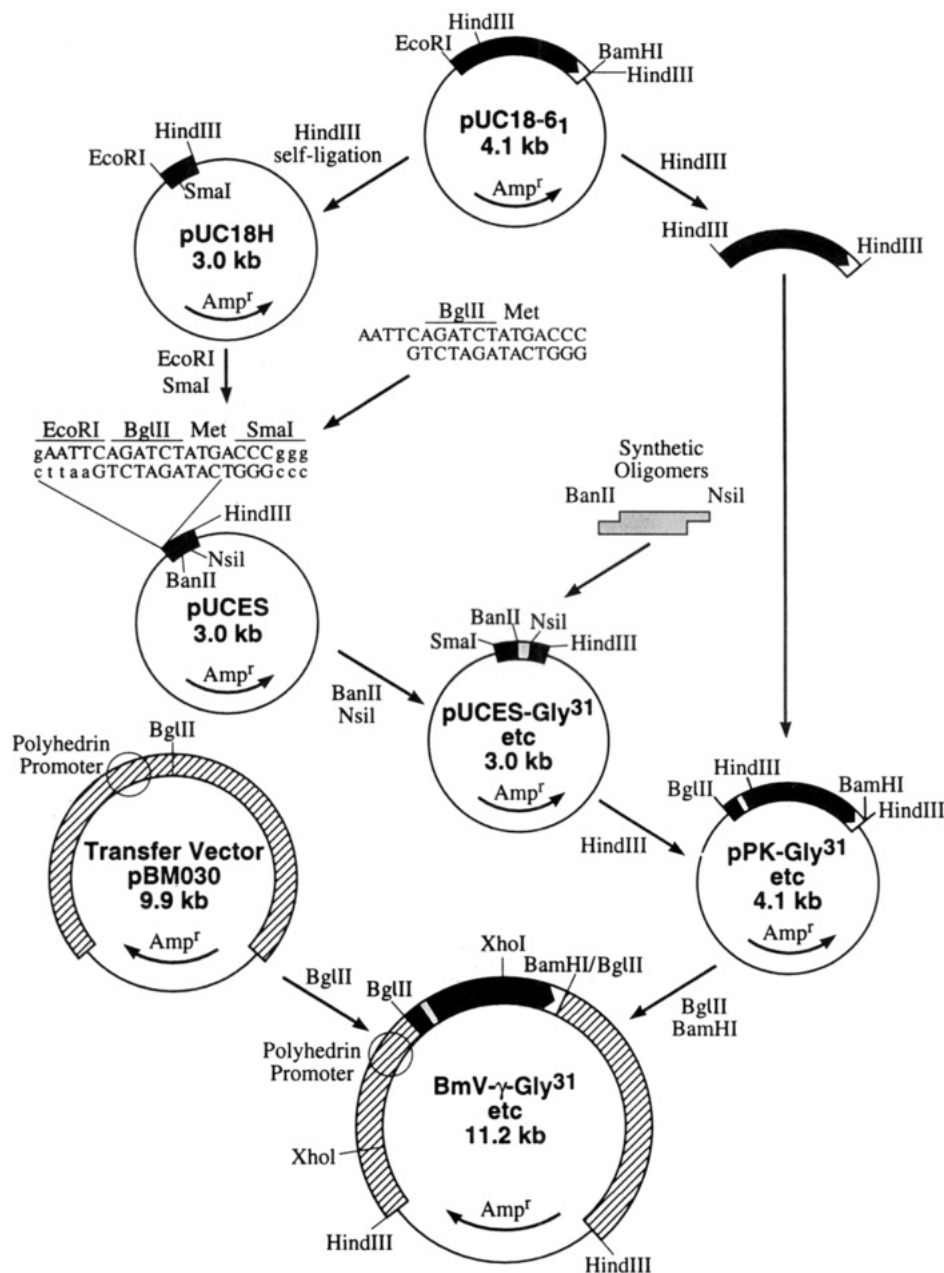 HindIII
EcoRI
BamHI
HindIII
pUC18-6₁
4.1 kb
Ampʳ
HindIII
self-ligation
HindIII
HindIII
EcoRI
SmaI
pUC18H
3.0 kb
Ampʳ
HindIII
HindIII
BglII Met
AATTCAGATCTATGACCC
GTCTAGATACTGGG
EcoRI
SmaI
EcoRI BglII Met SmaI
gAATTCAGATCTATGACCCggg
cttaaGTCTAGATACTGGGccc
Synthetic
Oligomers
BanII NsiI
HindIII
NsiI
BanII
pUCES
3.0 kb
Ampʳ
BanII
NsiI
BanII NsiI
SmaI HindIII
pUCES-Gly³¹
etc
3.0 kb
Ampʳ
HindIII
HindIII
BglII BamHI
HindIII
pPK-Gly³¹
etc
4.1 kb
Ampʳ
BglII
BamHI
Polyhedrin
Promoter
BglII
Transfer Vector
pBM030
9.9 kb
Ampʳ
BglII
XhoI
BglII BamHI/BglII
Polyhedrin
Promoter
BmV-γ-Gly³¹
etc
11.2 kb
XhoI
Ampʳ
HindIII
HindIII